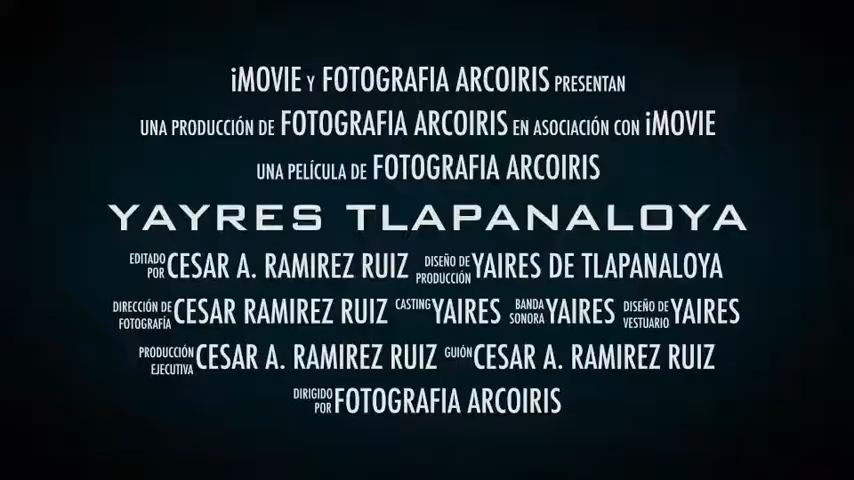 iMOVIE Y FOTOGRAFIA ARCOIRIS PRESENTAN
UNA PRODUCCIÓN DE FOTOGRAFIA ARCOIRIS EN ASOCIACIÓN CON iMOVIE
UNA PELÍCULA DE FOTOGRAFIA ARCOIRIS
YAYRES TLAPANALOYA
EDITADO POR CESAR A. RAMIREZ RUIZ DISEÑO DE PRODUCCIÓN YAIRES DE TLAPANALOYA
DIRECCIÓN DE FOTOGRAFÍA CESAR RAMIREZ RUIZ CASTING YAIRES BANDA SONORA YAIRES DISEÑO DE VESTUARIO YAIRES
PRODUCCIÓN EJECUTIVA CESAR A. RAMIREZ RUIZ GUIÓN CESAR A. RAMIREZ RUIZ
DIRIGIDO POR FOTOGRAFIA ARCOIRIS